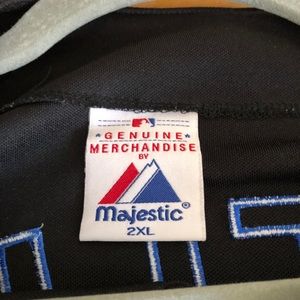 GENUINE
MERCHANDISE
BY
Majestic®
2XL